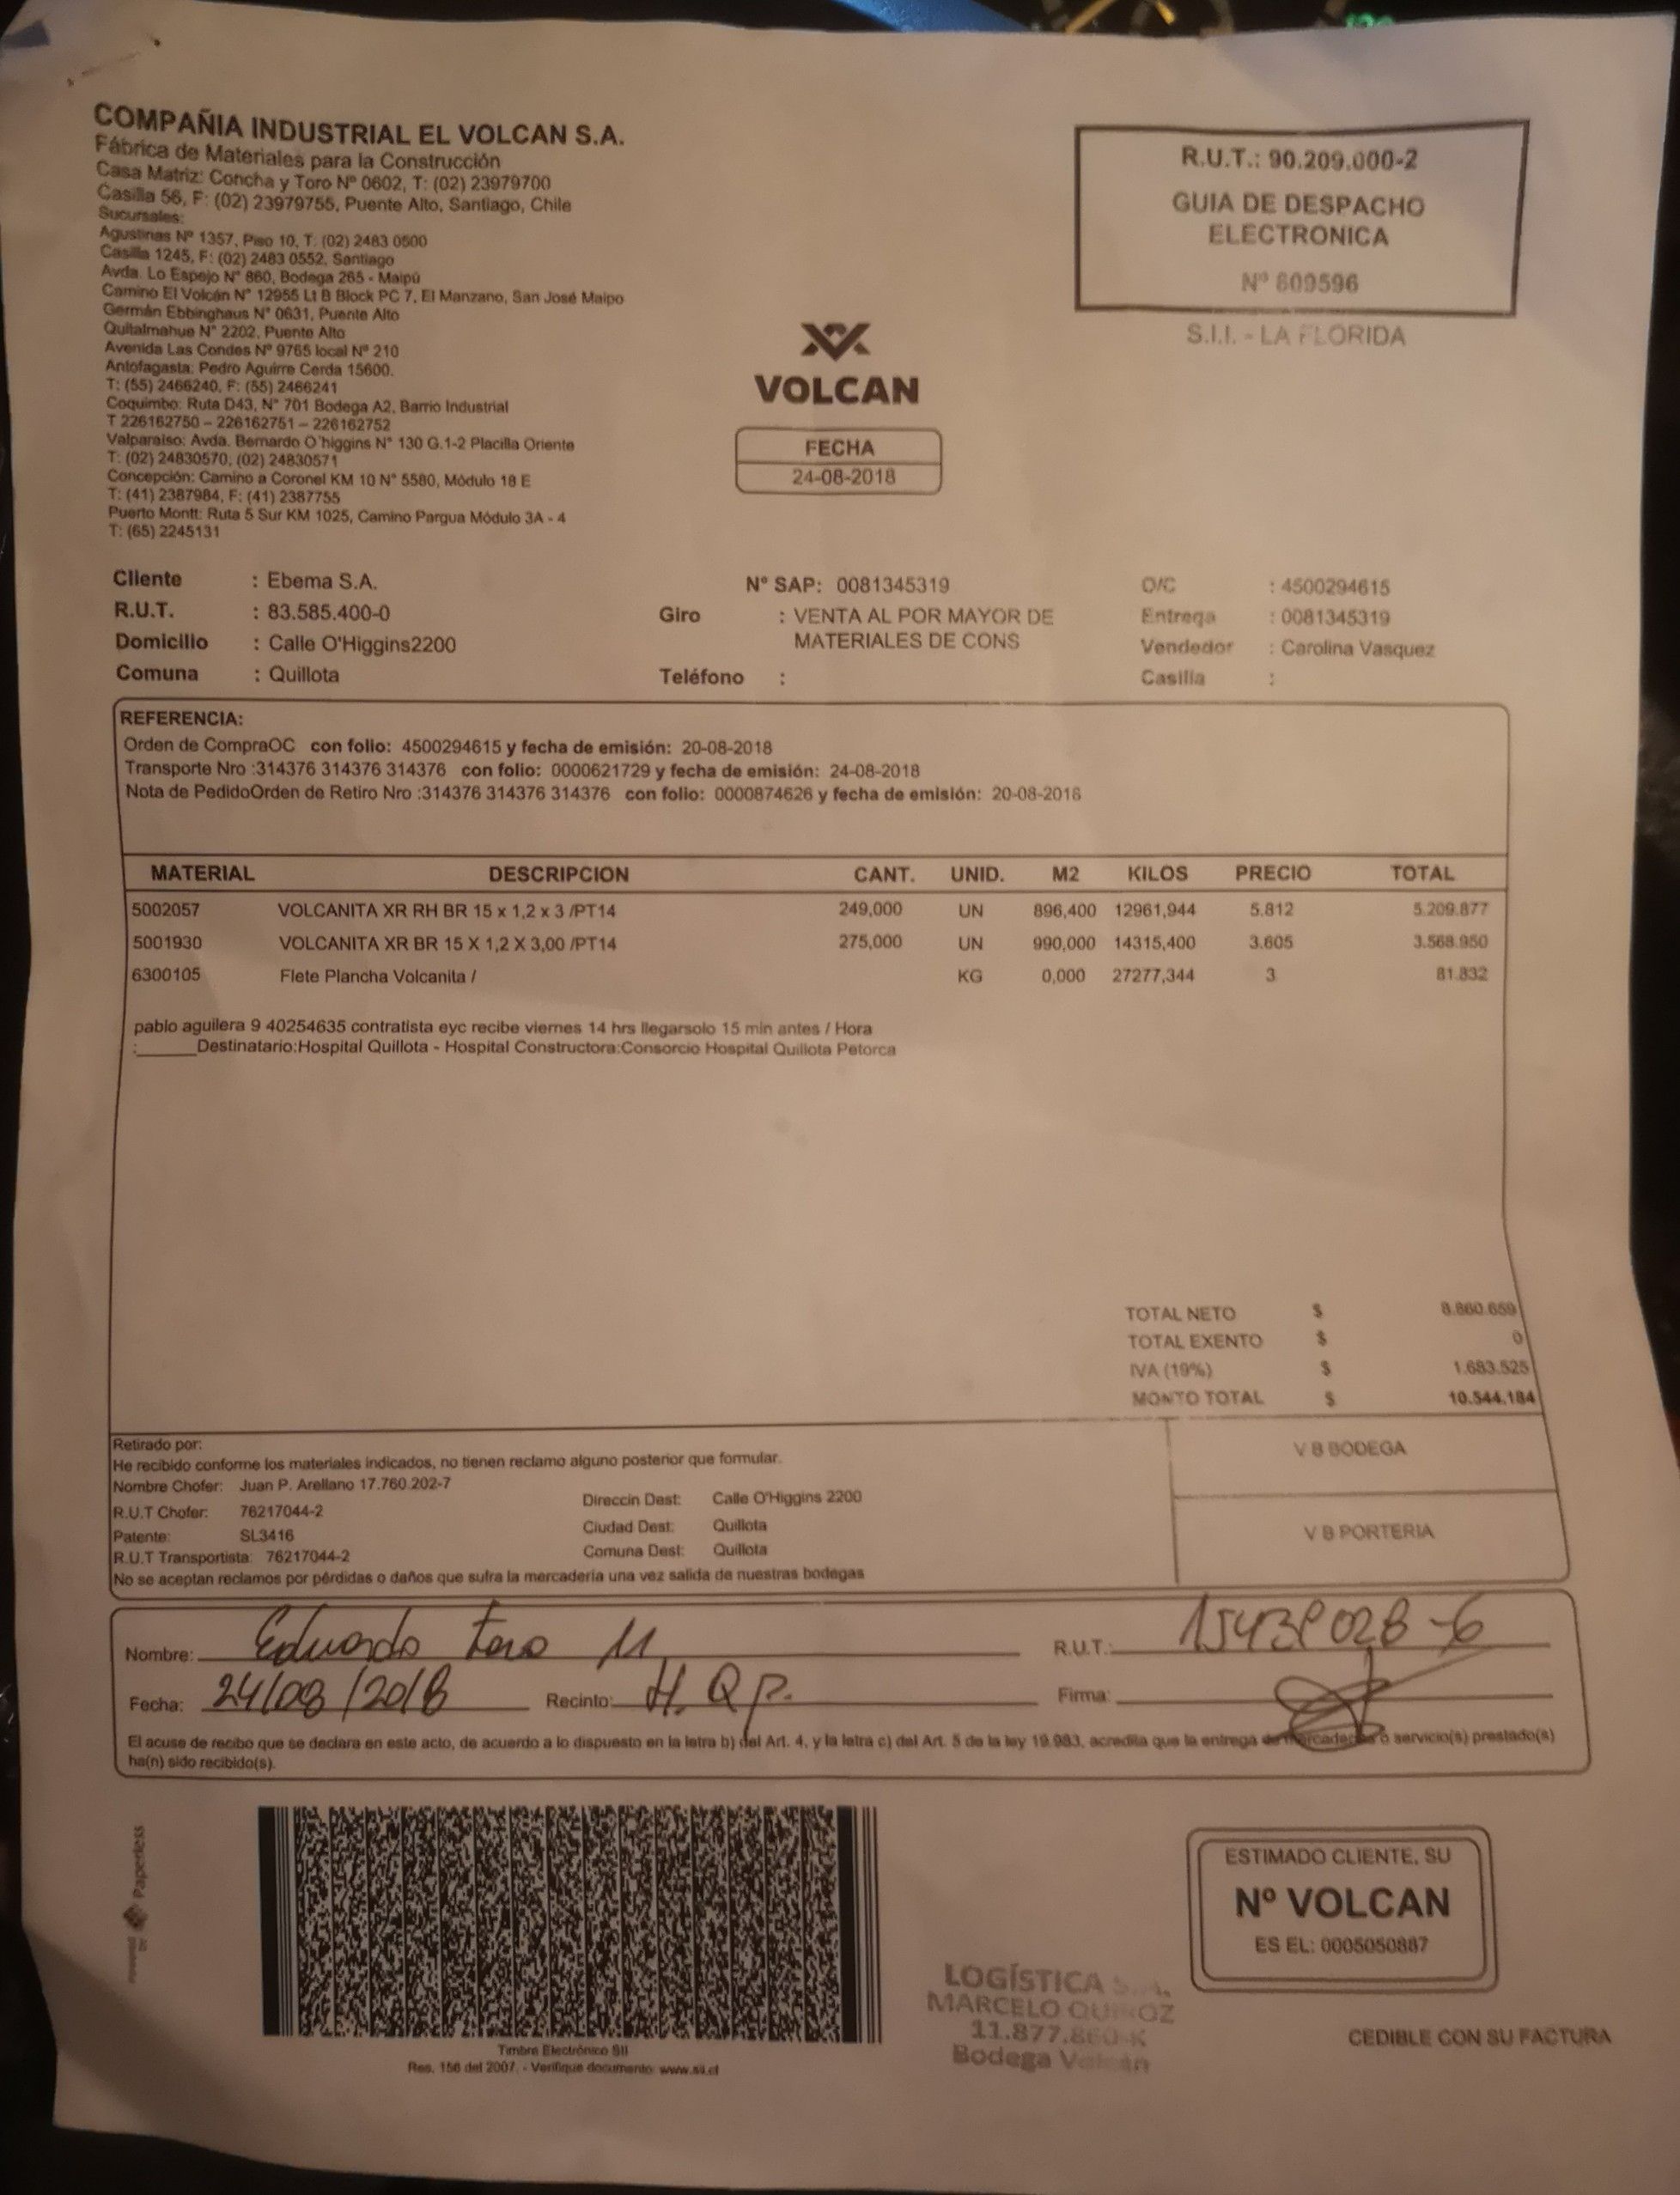 COMPAÑIA INDUSTRIAL EL VOLCAN S.A.
Fábrica de Materiales para la Construcción
Casa Matriz: Concha y Toro Nº 0602, T: (02) 23979700
Casilla 56, F: (02) 23979755, Puente Alto, Santiago, Chile
Sucursales:
Agustinas Nº 1357, Piso 10, T: (02) 2483 0500
Casilla 1245, F: (02) 2483 0552, Santiago
Avda. Lo Espejo N° 860, Bodega 265 - Maipú
Camino El Volcán N° 12955 Lt B Block PC 7, El Manzano, San José Maipo
Germán Ebbinghaus N° 0631, Puente Alto
Quitalmahue N° 2202, Puente Alto
Avenida Las Condes Nº 9765 local Nº 210
Antofagasta: Pedro Aguirre Cerda 15600.
T: (55) 2466240, F: (55) 2466241
Coquimbo: Ruta D43, N° 701 Bodega A2, Barrio Industrial
T 226162750 – 226162751 – 226162752
Valparaíso: Avda. Bernardo O'higgins N° 130 G.1-2 Placilla Oriente
T: (02) 24830570, (02) 24830571
Concepción: Camino a Coronel KM 10 N° 5580, Módulo 18 E
T: (41) 2387984, F: (41) 2387755
Puerto Montt: Ruta 5 Sur KM 1025, Camino Pargua Módulo 3A - 4
T: (65) 2245131
VOLCAN
FECHA
24-08-2018
R.U.T.: 90.209.000-2
GUIA DE DESPACHO
ELECTRONICA
Nº 609596
S.I.I. - LA FLORIDA
Cliente : Ebema S.A. N° SAP: 0081345319 O/C : 4500294615
R.U.T. : 83.585.400-0 Giro : VENTA AL POR MAYOR DE Entrega : 0081345319
MATERIALES DE CONS
Domicilio : Calle O'Higgins2200 Vendedor : Carolina Vasquez
Comuna : Quillota Teléfono : Casilla :
REFERENCIA:
Orden de CompraOC con folio: 4500294615 y fecha de emisión: 20-08-2018
Transporte Nro :314376 314376 314376 con folio: 0000621729 y fecha de emisión: 24-08-2018
Nota de PedidoOrden de Retiro Nro :314376 314376 314376 con folio: 0000874626 y fecha de emisión: 20-08-2018
MATERIAL DESCRIPCION CANT. UNID. M2 KILOS PRECIO TOTAL
5002057 VOLCANITA XR RH BR 15 x 1,2 x 3 /PT14 249,000 UN 896,400 12961,944 5.812 5.209.877
5001930 VOLCANITA XR BR 15 X 1,2 X 3,00 /PT14 275,000 UN 990,000 14315,400 3.605 3.568.950
6300105 Flete Plancha Volcanita / KG 0,000 27277,344 3 81.832
pablo aguilera 9 40254635 contratista eyc recibe viernes 14 hrs llegarsolo 15 min antes / Hora
:______Destinatario:Hospital Quillota - Hospital Constructora:Consorcio Hospital Quillota Petorca
TOTAL NETO $ 8.860.659
TOTAL EXENTO $ 0
IVA (19%) $ 1.683.525
MONTO TOTAL $ 10.544.184
Retirado por:
He recibido conforme los materiales indicados, no tienen reclamo alguno posterior que formular.
Nombre Chofer: Juan P. Arellano 17.760.202-7
R.U.T Chofer: 76217044-2 Direccin Dest: Calle O'Higgins 2200
Patente: SL3416 Ciudad Dest: Quillota
R.U.T Transportista: 76217044-2 Comuna Dest: Quillota
No se aceptan reclamos por pérdidas o daños que sufra la mercadería una vez salida de nuestras bodegas
V B BODEGA
V B PORTERIA
Nombre: Eduardo Toro M R.U.T.: 15439028-6
Fecha: 24/08/2018 Recinto: H. Q P. Firma:
El acuse de recibo que se declara en este acto, de acuerdo a lo dispuesto en la letra b) del Art. 4, y la letra c) del Art. 5 de la ley 19.983, acredita que la entrega de mercaderías o servicio(s) prestado(s)
ha(n) sido recibido(s).
Powered by Paperless
Timbre Electrónico SII
Res. 156 del 2007. - Verifique documento: www.sii.cl
LOGÍSTICA
MARCELO QUIROZ
11.877.860-K
Bodega Volcán
ESTIMADO CLIENTE, SU
Nº VOLCAN
ES EL: 0005050887
CEDIBLE CON SU FACTURA